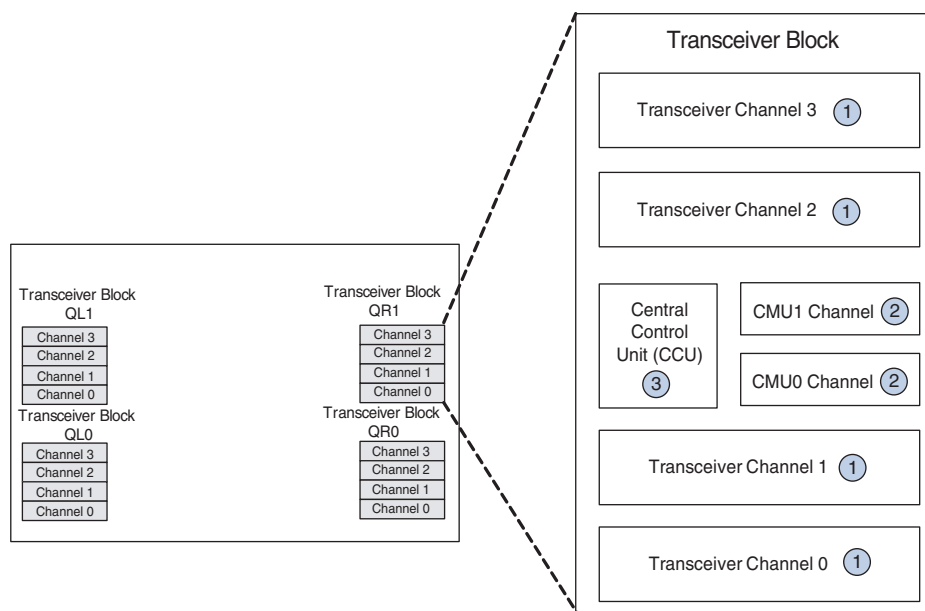 Transceiver Block
QL1
Channel 3
Channel 2
Channel 1
Channel 0
Transceiver Block
QL0
Channel 3
Channel 2
Channel 1
Channel 0
Transceiver Block
QR1
Channel 3
Channel 2
Channel 1
Channel 0
Transceiver Block
QR0
Channel 3
Channel 2
Channel 1
Channel 0
Transceiver Block
Transceiver Channel 3 1
Transceiver Channel 2 1
Central
Control
Unit (CCU)
3
CMU1 Channel 2
CMU0 Channel 2
Transceiver Channel 1 1
Transceiver Channel 0 1